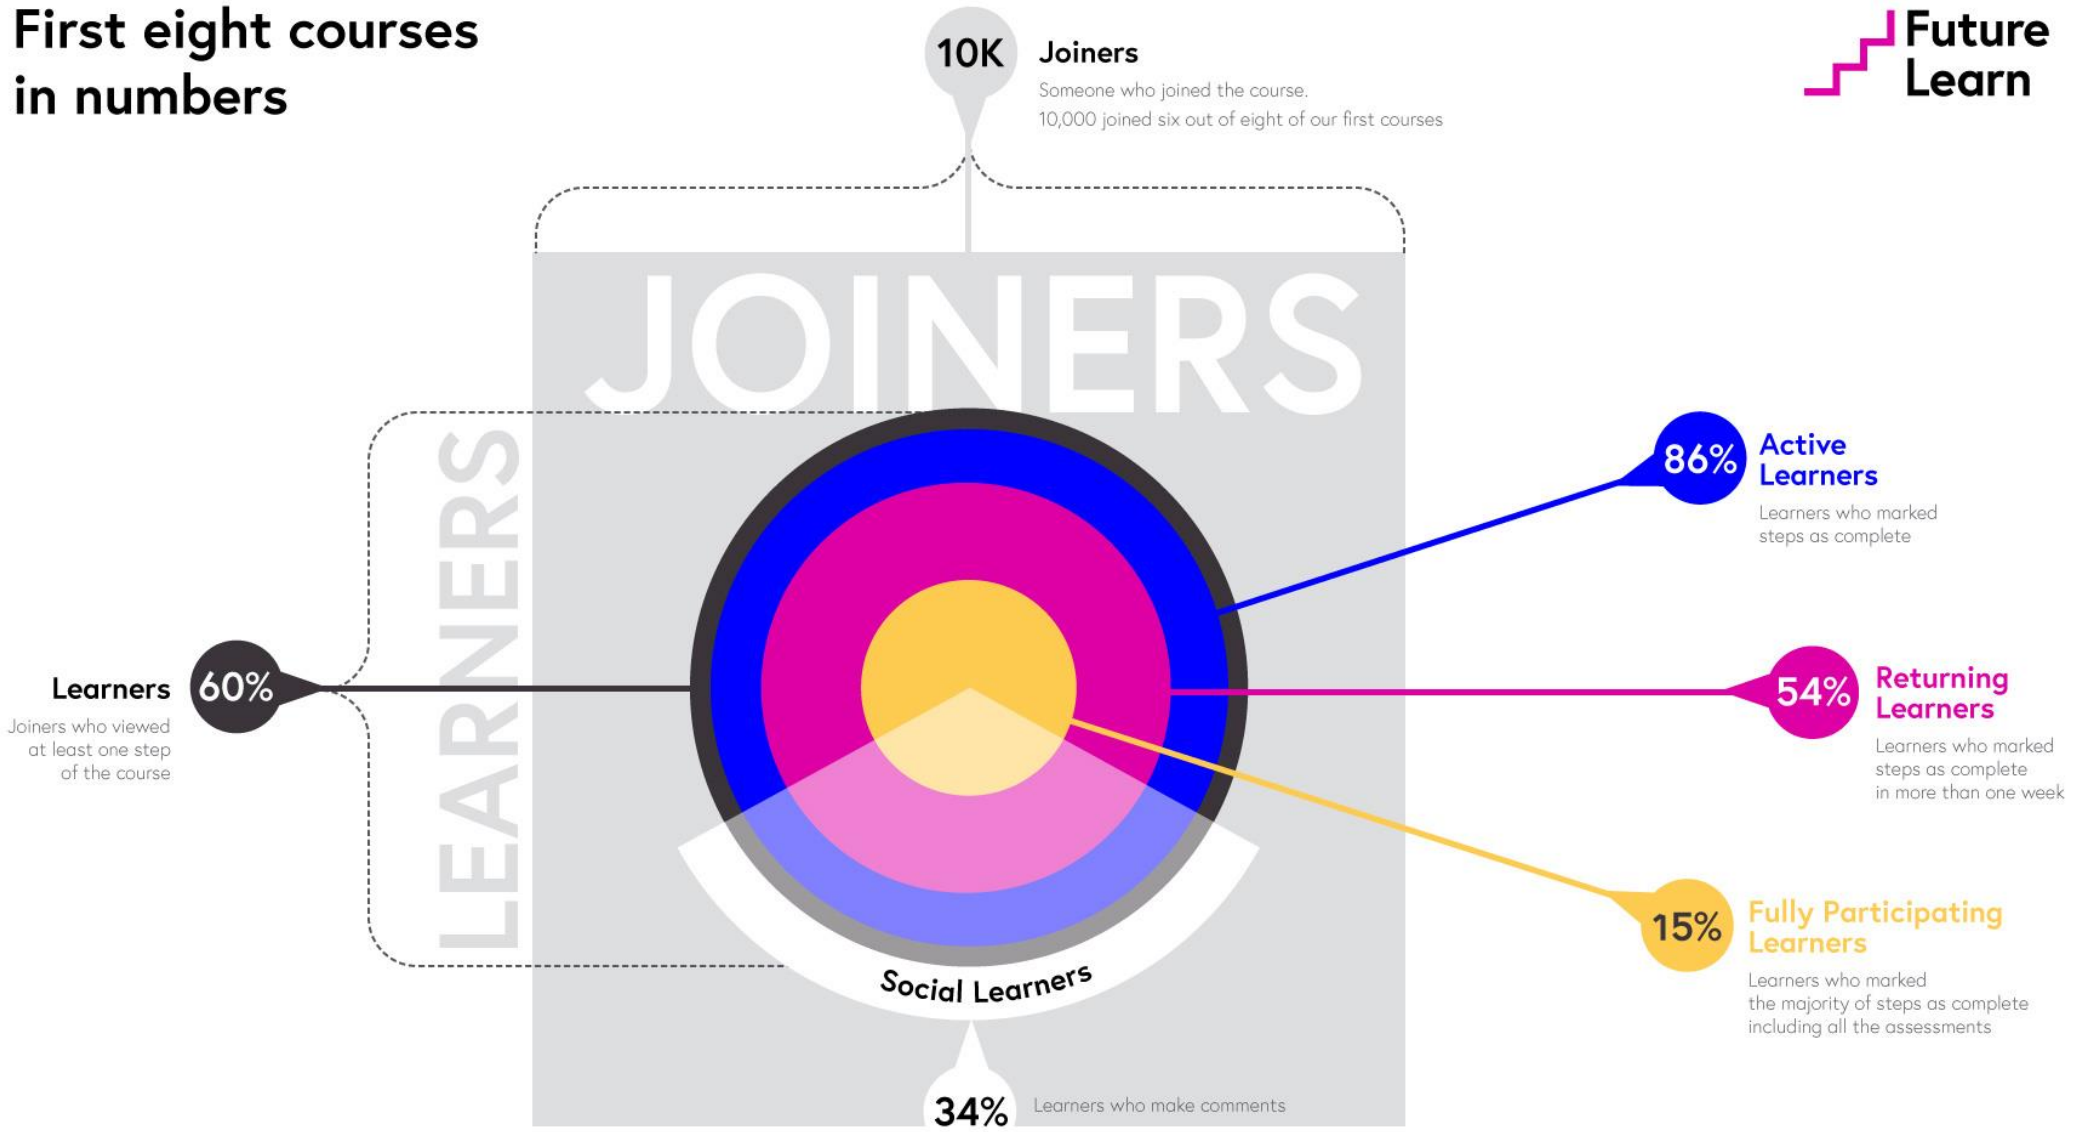 First eight courses
in numbers
10K
Joiners
Someone who joined the course.
10,000 joined six out of eight of our first courses
Future
Learn
JOINERS
LEARNERS
86%
Active
Learners
Learners who marked
steps as complete
Learners
60%
Joiners who viewed
at least one step
of the course
54%
Returning
Learners
Learners who marked
steps as complete
in more than one week
15%
Fully Participating
Learners
Learners who marked
the majority of steps as complete
including all the assessments
Social Learners
34%
Learners who make comments